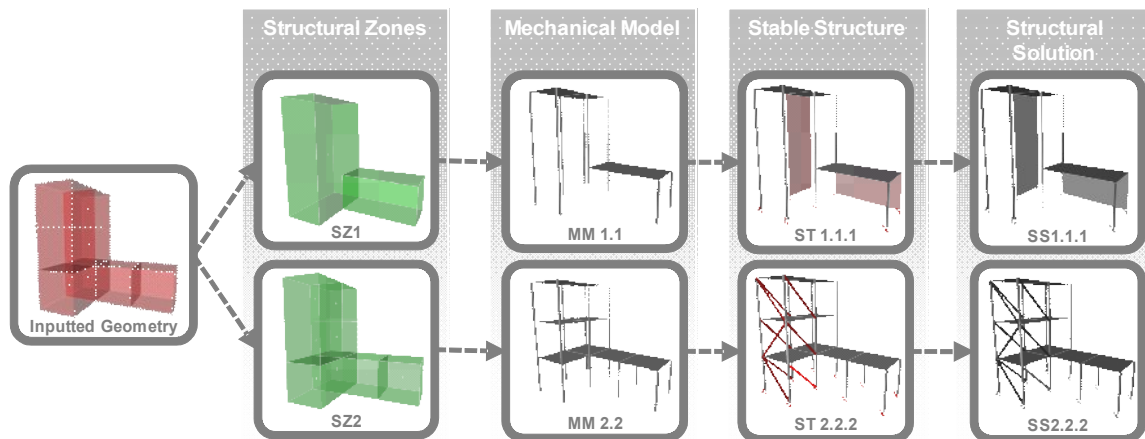 Structural Zones
Mechanical Model
Stable Structure
Structural
Solution
Inputted Geometry
SZ1
MM 1.1
ST 1.1.1
SS1.1.1
SZ2
MM 2.2
ST 2.2.2
SS2.2.2